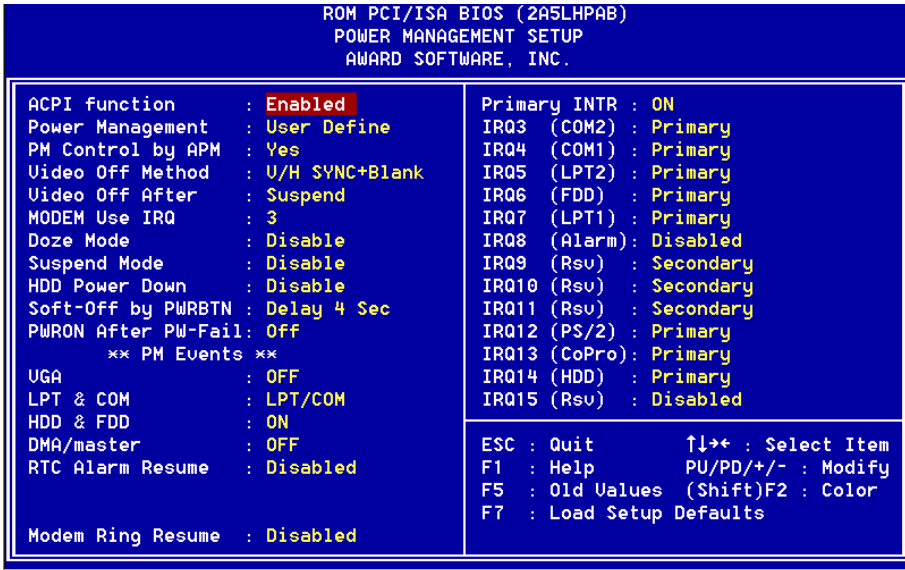 ROM PCI/ISA BIOS (2A5LHPAB)
POWER MANAGEMENT SETUP
AWARD SOFTWARE, INC.
ACPI function : Enabled
Power Management : User Define
PM Control by APM : Yes
Video Off Method : V/H SYNC+Blank
Video Off After : Suspend
MODEM Use IRQ : 3
Doze Mode : Disable
Suspend Mode : Disable
HDD Power Down : Disable
Soft-Off by PWRBTN : Delay 4 Sec
PWRON After PW-Fail: Off
** PM Events **
VGA : OFF
LPT & COM : LPT/COM
HDD & FDD : ON
DMA/master : OFF
RTC Alarm Resume : Disabled
Modem Ring Resume : Disabled
Primary INTR : ON
IRQ3 (COM2) : Primary
IRQ4 (COM1) : Primary
IRQ5 (LPT2) : Primary
IRQ6 (FDD) : Primary
IRQ7 (LPT1) : Primary
IRQ8 (Alarm): Disabled
IRQ9 (Rsv) : Secondary
IRQ10 (Rsv) : Secondary
IRQ11 (Rsv) : Secondary
IRQ12 (PS/2) : Primary
IRQ13 (CoPro): Primary
IRQ14 (HDD) : Primary
IRQ15 (Rsv) : Disabled
ESC : Quit ↑↓→← : Select Item
F1 : Help PU/PD/+/- : Modify
F5 : Old Values (Shift)F2 : Color
F7 : Load Setup Defaults